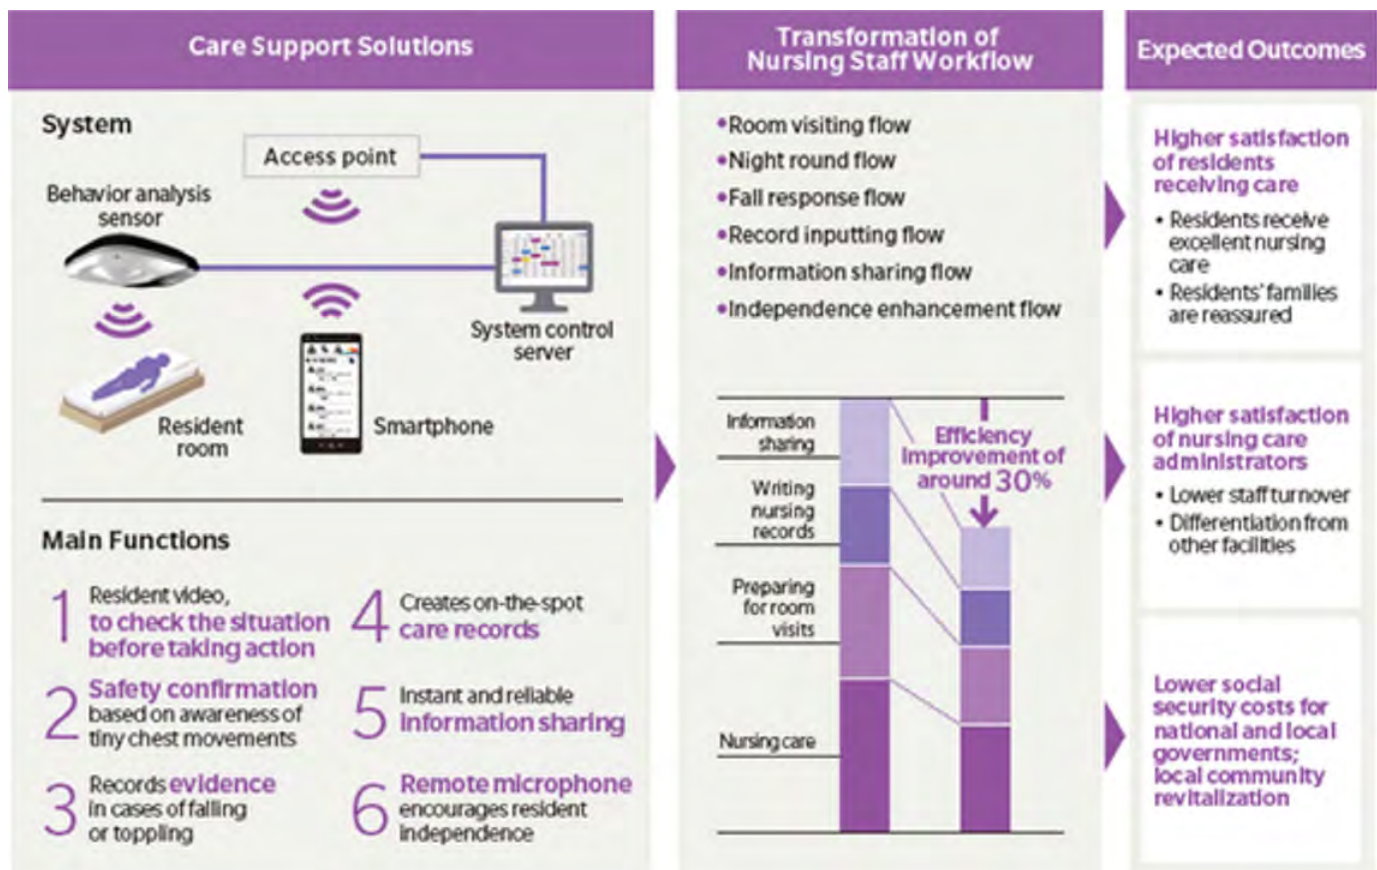 Care Support Solutions
System
Access point
Behavior analysis
sensor
System control
server
Resident
room
Smartphone
Main Functions
1
Resident video,
to check the situation
before taking action
2
Safety confirmation
based on awareness of
tiny chest movements
3
Records evidence
in cases of falling
or toppling
4
Creates on-the-spot
care records
5
Instant and reliable
information sharing
6
Remote microphone
encourages resident
independence
Transformation of
Nursing Staff Workflow
•Room visiting flow
•Night round flow
•Fall response flow
•Record inputting flow
•Information sharing flow
•Independence enhancement flow
Information
sharing
Writing
nursing
records
Preparing
for room
visits
Nursing care
Efficiency
improvement of
around 30%
Expected Outcomes
Higher satisfaction
of residents
receiving care
• Residents receive
excellent nursing
care
• Residents' families
are reassured
Higher satisfaction
of nursing care
administrators
• Lower staff turnover
• Differentiation from
other facilities
Lower social
security costs for
national and local
governments;
local community
revitalization